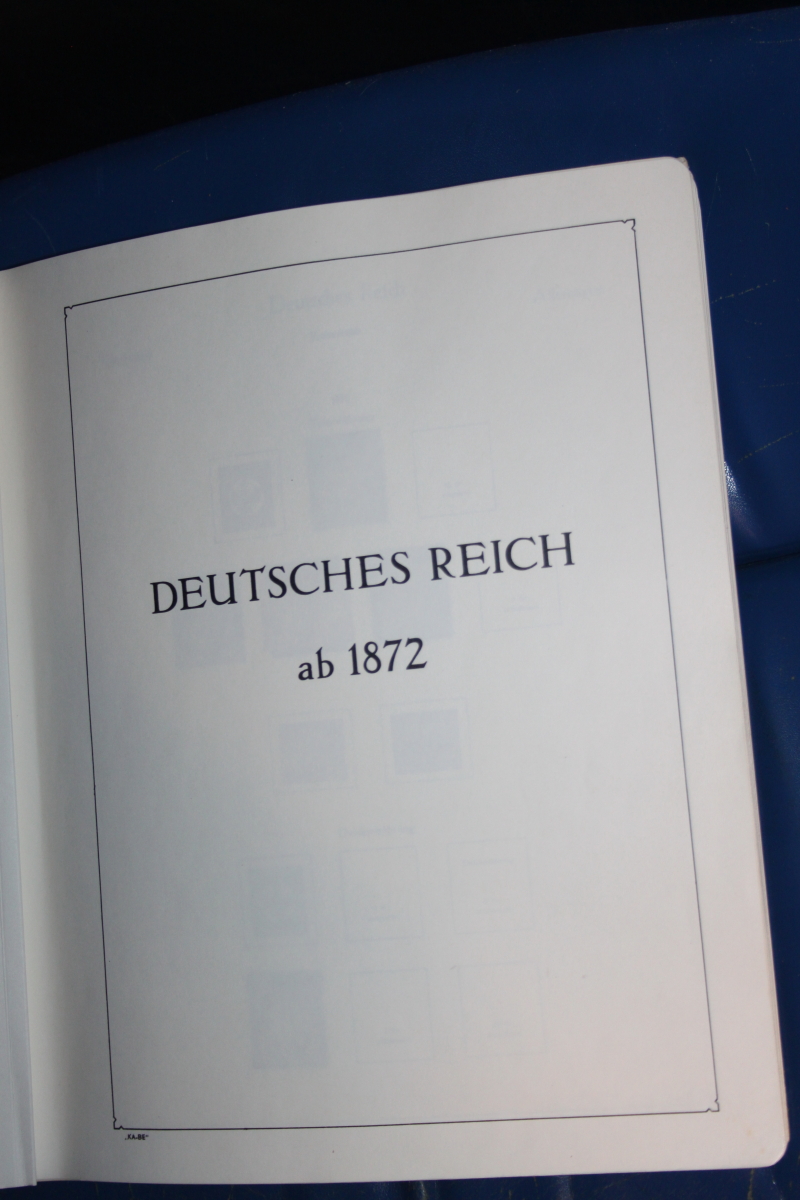 DEUTSCHES REICH
ab 1872
„KA-BE“